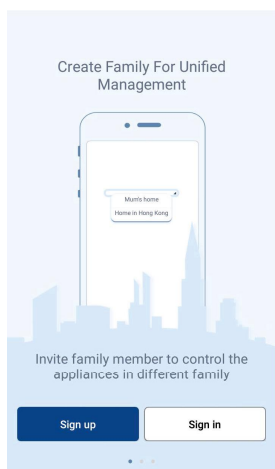 Create Family For Unified
Management
Mum's home
Home in Hong Kong
Invite family member to control the
appliances in different family
Sign up
Sign in